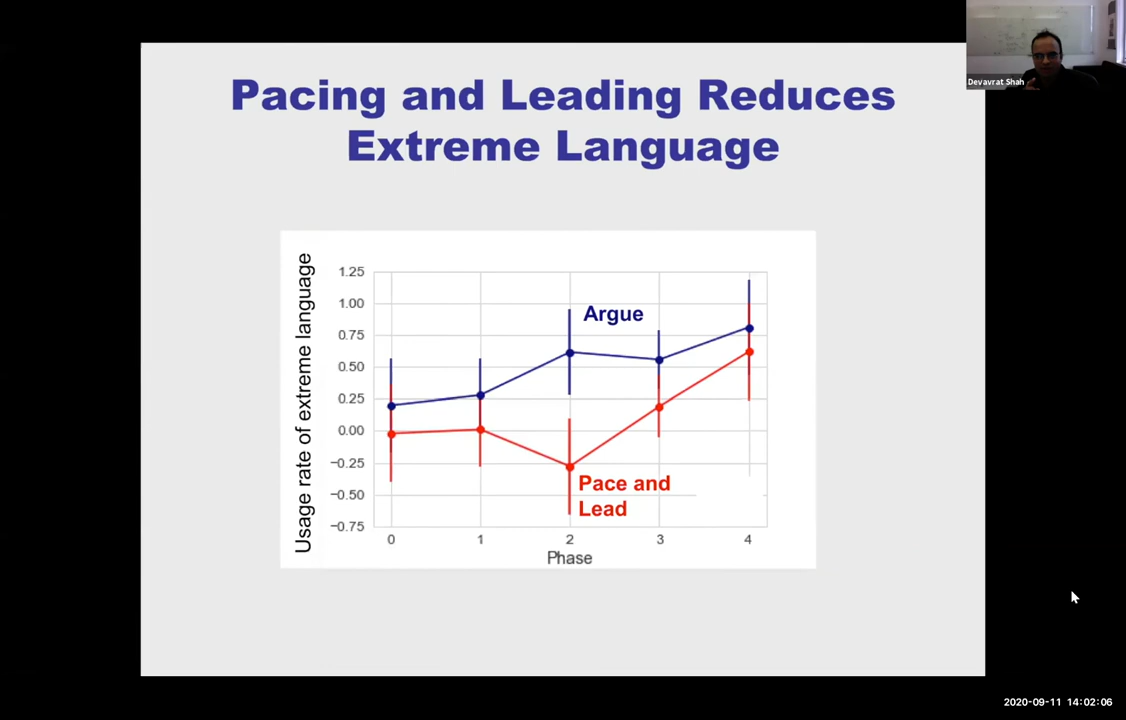 Pacing and Leading Reduces
Extreme Language
Devavrat Shah
Usage rate of extreme language
1.25
1.00
0.75
0.50
0.25
0.00
−0.25
−0.50
−0.75
Argue
Pace and
Lead
0 1 2 3 4
Phase
2020-09-11 14:02:06